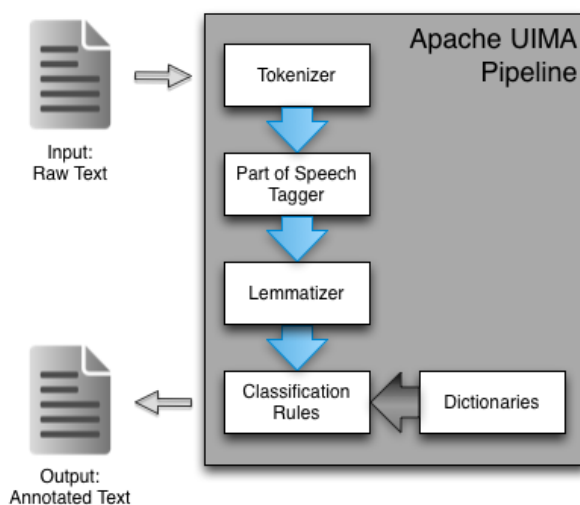 Apache UIMA
Pipeline
Input:
Raw Text
Tokenizer
Part of Speech
Tagger
Lemmatizer
Classification
Rules
Dictionaries
Output:
Annotated Text